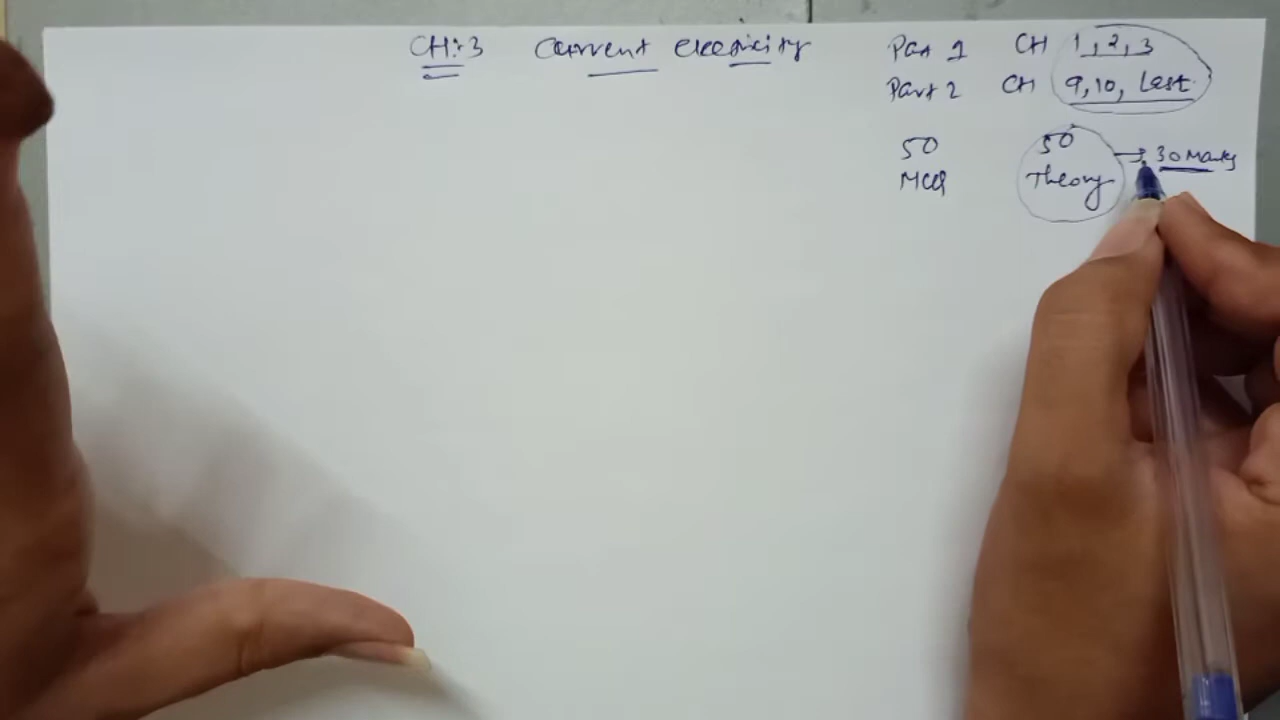 CH:3 Current electricity
Part 1 CH 1,2,3
Part 2 CH 9,10, Last
50 50 → 30 Marks
MCQ Theory